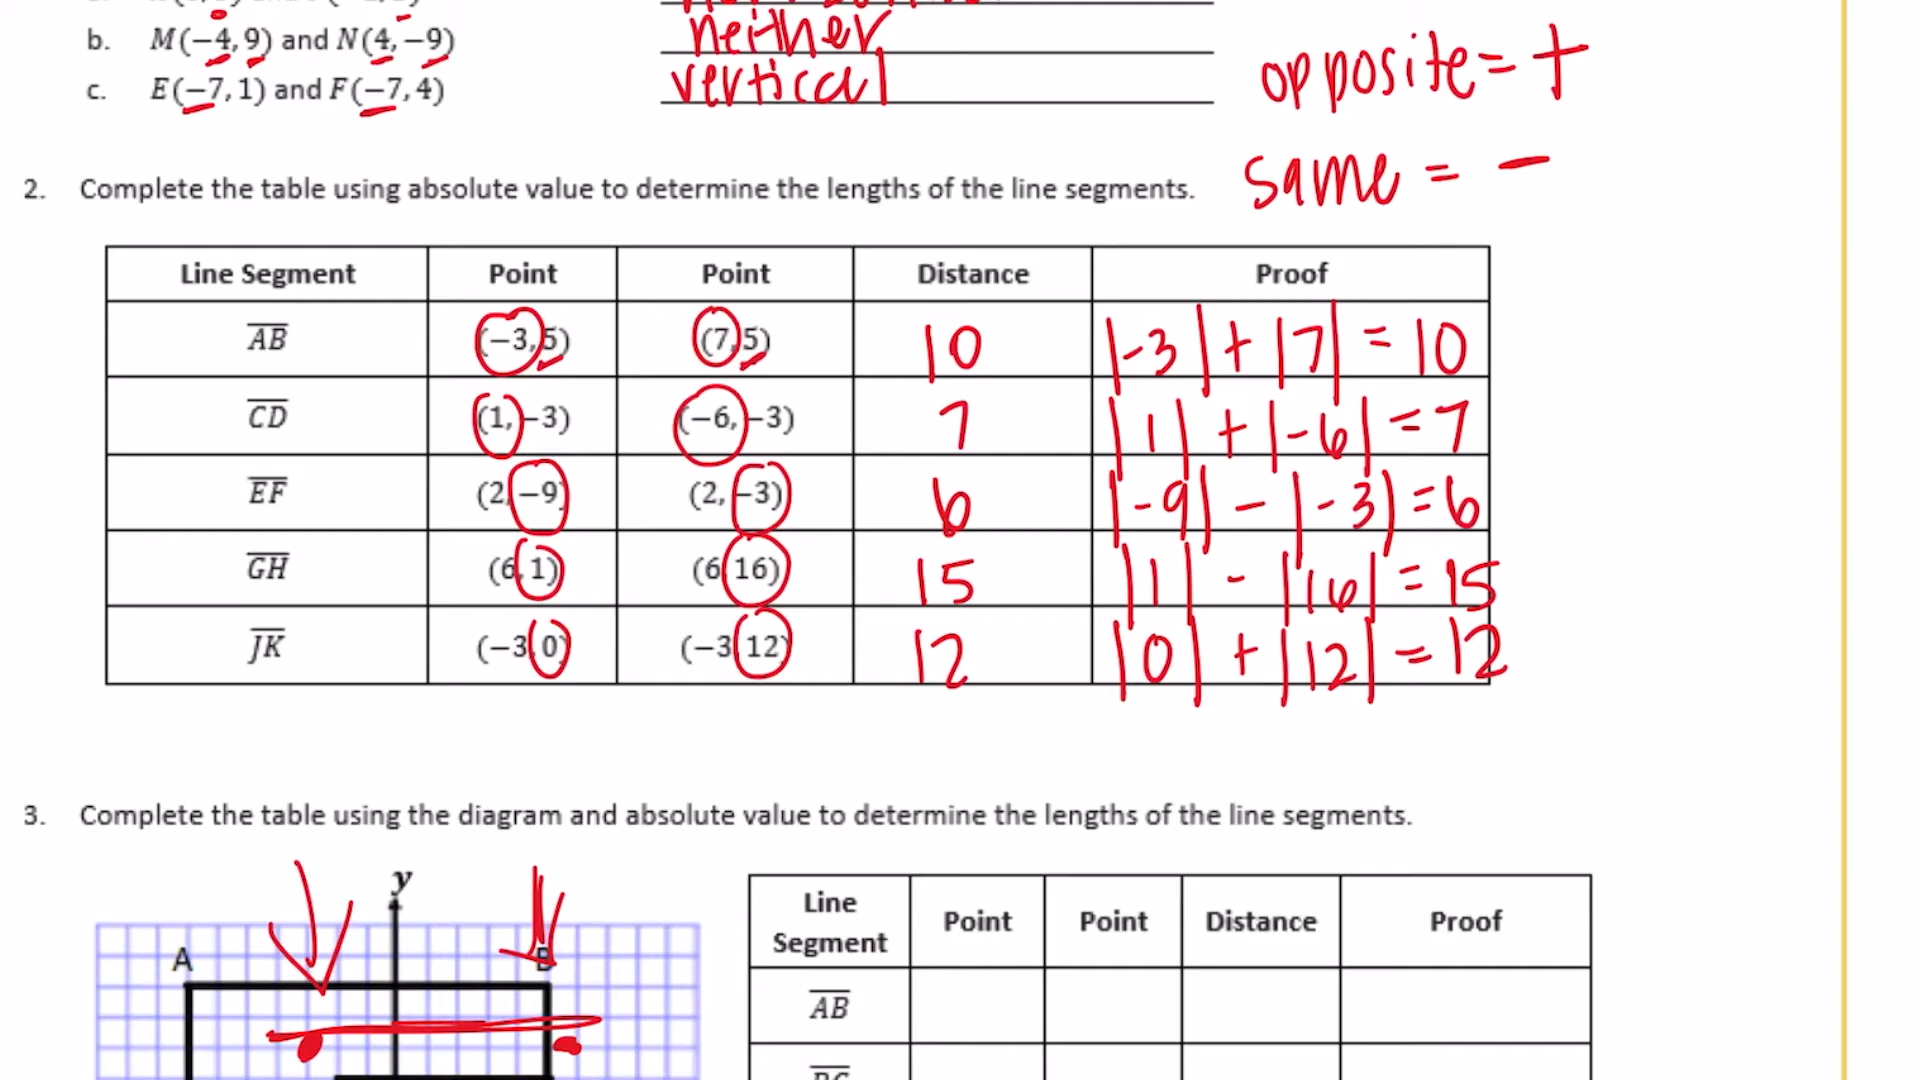 b. M(−4, 9) and N(4, −9) neither
c. E(−7, 1) and F(−7, 4) vertical
opposite = +
same = −
2. Complete the table using absolute value to determine the lengths of the line segments.
Line Segment Point Point Distance Proof
AB (−3, 5) (7, 5) 10 |-3| + |7| = 10
CD (1, −3) (−6, −3) 7 |1| + |-6| = 7
EF (2, −9) (2, −3) 6 |-9| - |-3| = 6
GH (6, 1) (6, 16) 15 |1| - |16| = 15
JK (−3, 0) (−3, 12) 12 |0| + |12| = 12
3. Complete the table using the diagram and absolute value to determine the lengths of the line segments.
y
A B
Line Segment Point Point Distance Proof
AB